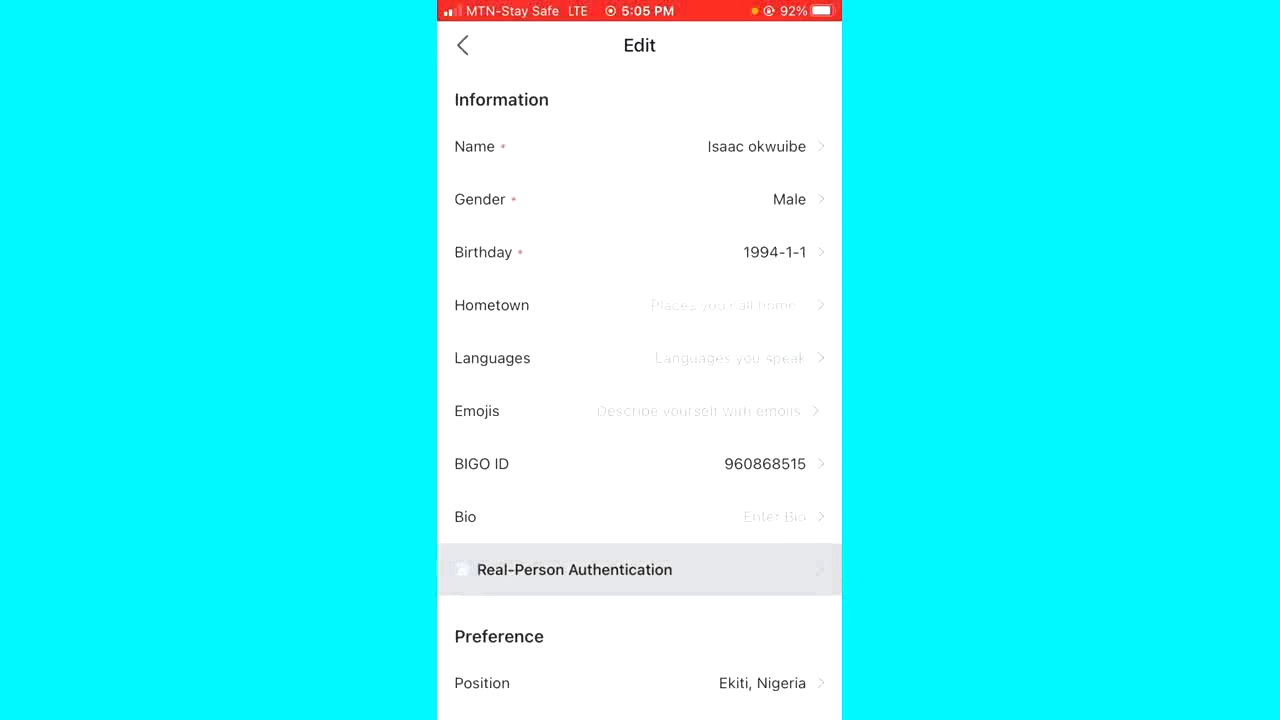 MTN-Stay Safe LTE 5:05 PM 92%
Edit
Information
Name * Isaac okwuibe
Gender * Male
Birthday * 1994-1-1
Hometown Places you call home
Languages Languages you speak
Emojis Describe yourself with emojis
BIGO ID 960868515
Bio Enter Bio
Real-Person Authentication
Preference
Position Ekiti, Nigeria